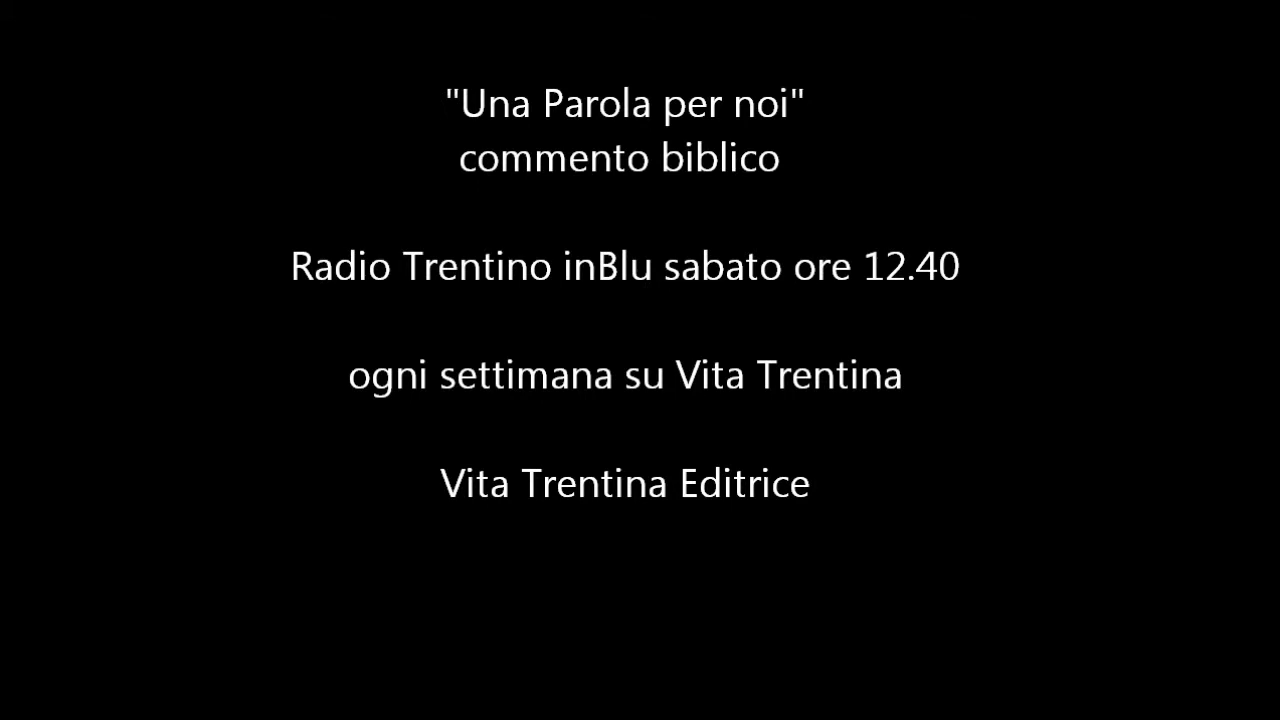 "Una Parola per noi"
commento biblico
Radio Trentino inBlu sabato ore 12.40
ogni settimana su Vita Trentina
Vita Trentina Editrice